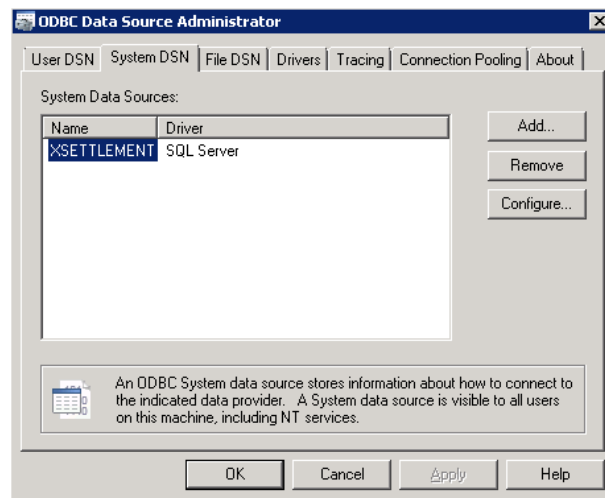 ODBC Data Source Administrator
User DSN System DSN File DSN Drivers Tracing Connection Pooling About
System Data Sources:
Name Driver
XSETTLEMENT SQL Server
Add...
Remove
Configure...
An ODBC System data source stores information about how to connect to
the indicated data provider. A System data source is visible to all users
on this machine, including NT services.
OK Cancel Apply Help